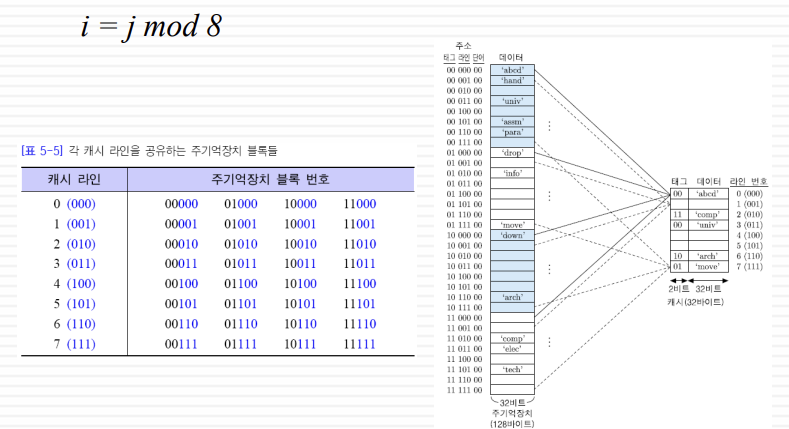 i = j mod 8
[표 5-5] 각 캐시 라인을 공유하는 주기억장치 블록들
캐시 라인 주기억장치 블록 번호
0 (000) 00000 01000 10000 11000
1 (001) 00001 01001 10001 11001
2 (010) 00010 01010 10010 11010
3 (011) 00011 01011 10011 11011
4 (100) 00100 01100 10100 11100
5 (101) 00101 01101 10101 11101
6 (110) 00110 01110 10110 11110
7 (111) 00111 01111 10111 11111
주소
태그 라인 단어 데이터
00 000 00 'abcd'
00 001 00 'hand'
00 010 00
00 011 00 'univ'
00 100 00
00 101 00 'assm'
00 110 00 'para'
00 111 00
01 000 00 'drop'
01 001 00
01 010 00 'info'
01 011 00
01 100 00
01 101 00
01 110 00
01 111 00 'move'
10 000 00 'down'
10 001 00
10 010 00
10 011 00
10 100 00
10 101 00
10 110 00 'arch'
10 111 00
11 000 00
11 001 00
11 010 00 'comp'
11 011 00 'elec'
11 100 00
11 101 00 'tech'
11 110 00
11 111 00
32비트
주기억장치
(128바이트)
태그 데이터 라인 번호
00 'abcd' 0 (000)
1 (001)
11 'comp' 2 (010)
00 'univ' 3 (011)
4 (100)
5 (101)
10 'arch' 6 (110)
01 'move' 7 (111)
2비트 32비트
캐시(32바이트)